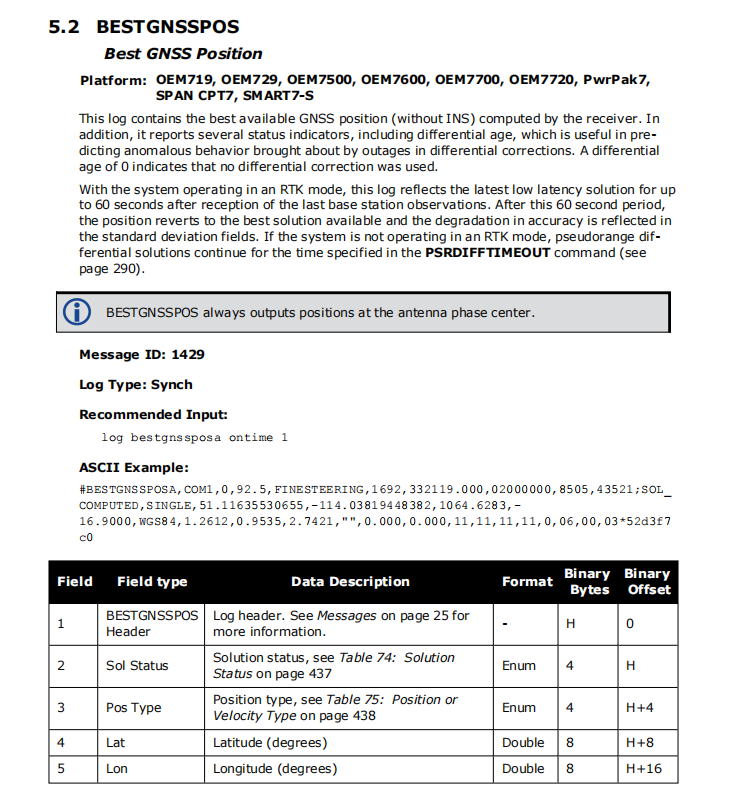 5.2 BESTGNSSPOS
Best GNSS Position
Platform: OEM719, OEM729, OEM7500, OEM7600, OEM7700, OEM7720, PwrPak7,
SPAN CPT7, SMART7-S
This log contains the best available GNSS position (without INS) computed by the receiver. In
addition, it reports several status indicators, including differential age, which is useful in pre-
dicting anomalous behavior brought about by outages in differential corrections. A differential
age of 0 indicates that no differential correction was used.
With the system operating in an RTK mode, this log reflects the latest low latency solution for up
to 60 seconds after reception of the last base station observations. After this 60 second period,
the position reverts to the best solution available and the degradation in accuracy is reflected in
the standard deviation fields. If the system is not operating in an RTK mode, pseudorange dif-
ferential solutions continue for the time specified in the PSRDIFFTIMEOUT command (see
page 290).
BESTGNSSPOS always outputs positions at the antenna phase center.
Message ID: 1429
Log Type: Synch
Recommended Input:
log bestgnssposa ontime 1
ASCII Example:
#BESTGNSSPOSA,COM1,0,92.5,FINESTEERING,1692,332119.000,02000000,8505,43521;SOL_
COMPUTED,SINGLE,51.11635530655,-114.03819448382,1064.6283,-
16.9000,WGS84,1.2612,0.9535,2.7421,"",0.000,0.000,11,11,11,11,0,06,00,03*52d3f7
c0
Field Field type Data Description Format Binary Bytes Binary Offset
1 BESTGNSSPOS Header Log header. See Messages on page 25 for more information. - H 0
2 Sol Status Solution status, see Table 74: Solution Status on page 437 Enum 4 H
3 Pos Type Position type, see Table 75: Position or Velocity Type on page 438 Enum 4 H+4
4 Lat Latitude (degrees) Double 8 H+8
5 Lon Longitude (degrees) Double 8 H+16